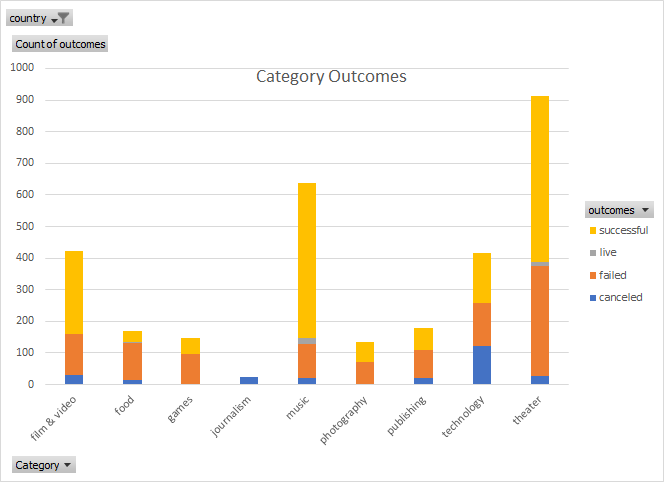 country
Count of outcomes
Category Outcomes
1000
900
800
700
600
500
400
300
200
100
0
film & video
food
games
journalism
music
photography
publishing
technology
theater
outcomes
successful
live
failed
canceled
Category